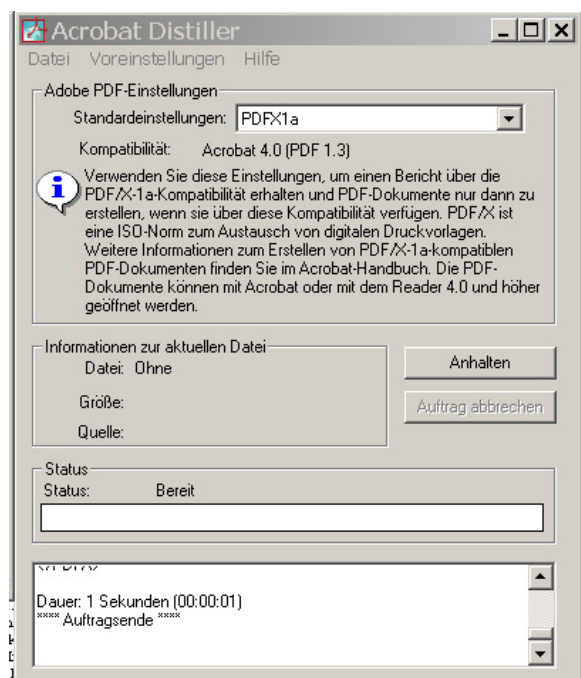 Acrobat Distiller
Datei Voreinstellungen Hilfe
Adobe PDF-Einstellungen
Standardeinstellungen: PDFX1a
Kompatibilität: Acrobat 4.0 (PDF 1.3)
Verwenden Sie diese Einstellungen, um einen Bericht über die
PDF/X-1a-Kompatibilität erhalten und PDF-Dokumente nur dann zu
erstellen, wenn sie über diese Kompatibilität verfügen. PDF/X ist
eine ISO-Norm zum Austausch von digitalen Druckvorlagen.
Weitere Informationen zum Erstellen von PDF/X-1a-kompatiblen
PDF-Dokumenten finden Sie im Acrobat-Handbuch. Die PDF-
Dokumente können mit Acrobat oder mit dem Reader 4.0 und höher
geöffnet werden.
Informationen zur aktuellen Datei
Datei: Ohne
Größe:
Quelle:
Anhalten
Auftrag abbrechen
Status
Status: Bereit
Dauer: 1 Sekunden (00:00:01)
**** Auftragsende ****